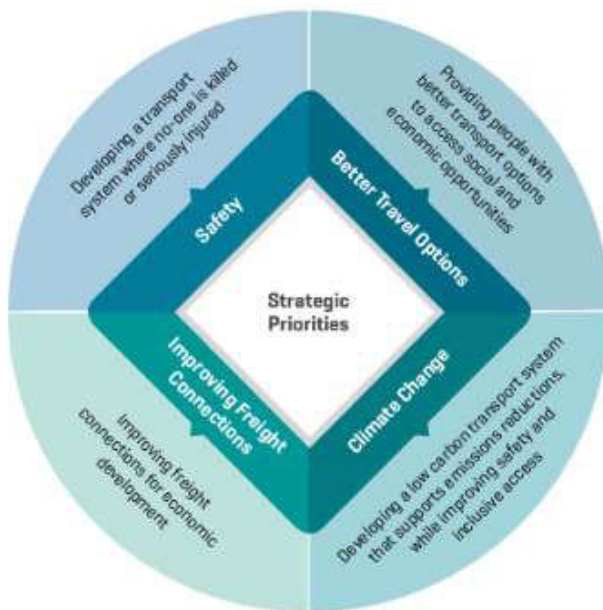 Developing a transport
system where no-one is killed
or seriously injured
Safety
Providing people with
better transport options
to access social and
economic opportunities
Better Travel Options
Strategic
Priorities
Improving Freight
Connections
Improving freight
connections for economic
development
Climate Change
Developing a low carbon transport system
that supports emissions reductions,
while improving safety and
inclusive access